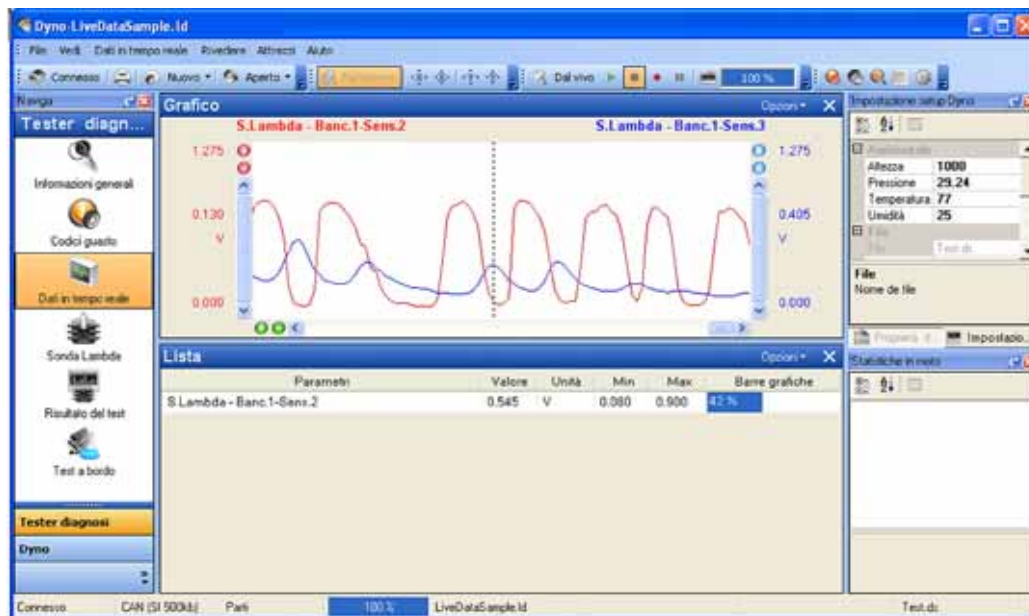 Dyno-LiveDataSample.ld
File Vedi Dati in tempo reale Rivedere Attrezzi Aiuto
Connesso Nuovo Aperto Dal vivo 100 %
Naviga
Tester diagn...
Informazioni generali
Codici guasto
Dati in tempo reale
Sonda Lambda
Risultato del test
Test a bordo
Tester diagnosi
Dyno
Grafico Opzioni
S.Lambda - Banc.1-Sens.2 S.Lambda - Banc.1-Sens.3
1.275 1.275
0.130 0.405
V V
0.000 0.000
Lista Opzioni
Parametri Valore Unità Min Max Barre grafiche
S.Lambda - Banc.1-Sens.2 0.545 V 0.080 0.900 42 %
Impostazione setup Dyno
Altezza 1000
Pressione 29,24
Temperatura 77
Umidità 25
File
File Test.dc
File
Nome de file
Impostazio...
Statistiche in moto
Connesso CAN (SI 500kb) Parti 100 % LiveDataSample.ld Test.dc